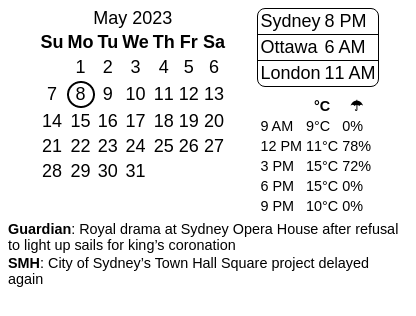 May 2023
Su Mo Tu We Th Fr Sa
1 2 3 4 5 6
7 8 9 10 11 12 13
14 15 16 17 18 19 20
21 22 23 24 25 26 27
28 29 30 31
Sydney 8 PM
Ottawa 6 AM
London 11 AM
°C ☂
9 AM 9°C 0%
12 PM 11°C 78%
3 PM 15°C 72%
6 PM 15°C 0%
9 PM 10°C 0%
Guardian: Royal drama at Sydney Opera House after refusal
to light up sails for king’s coronation
SMH: City of Sydney’s Town Hall Square project delayed
again